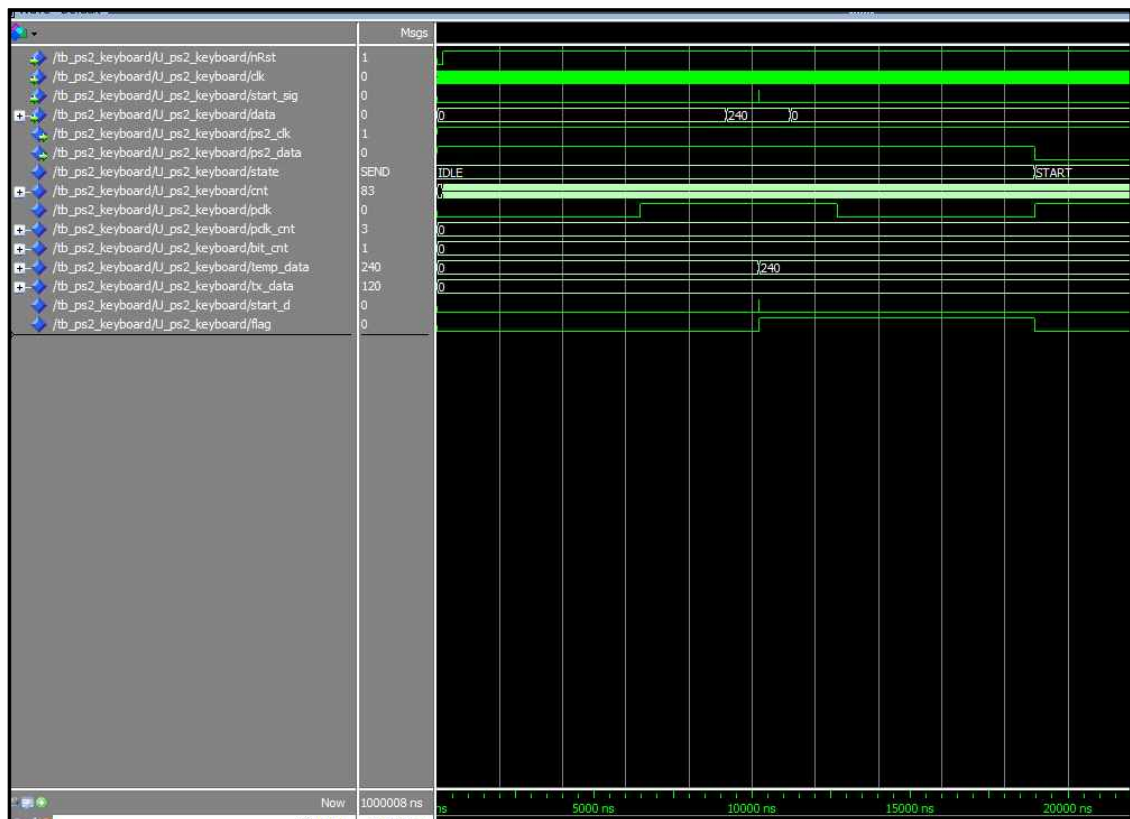 Msgs
/tb_ps2_keyboard/U_ps2_keyboard/nRst 1
/tb_ps2_keyboard/U_ps2_keyboard/clk 0
/tb_ps2_keyboard/U_ps2_keyboard/start_sig 0
/tb_ps2_keyboard/U_ps2_keyboard/data 0 0 240 0
/tb_ps2_keyboard/U_ps2_keyboard/ps2_clk 1
/tb_ps2_keyboard/U_ps2_keyboard/ps2_data 0
/tb_ps2_keyboard/U_ps2_keyboard/state SEND IDLE START
/tb_ps2_keyboard/U_ps2_keyboard/cnt 83
/tb_ps2_keyboard/U_ps2_keyboard/pclk 0
/tb_ps2_keyboard/U_ps2_keyboard/pclk_cnt 3 0
/tb_ps2_keyboard/U_ps2_keyboard/bit_cnt 1 0
/tb_ps2_keyboard/U_ps2_keyboard/temp_data 240 0 240
/tb_ps2_keyboard/U_ps2_keyboard/tx_data 120 0
/tb_ps2_keyboard/U_ps2_keyboard/start_d 0
/tb_ps2_keyboard/U_ps2_keyboard/flag 0
Now 1000008 ns ns 5000 ns 10000 ns 15000 ns 20000 ns